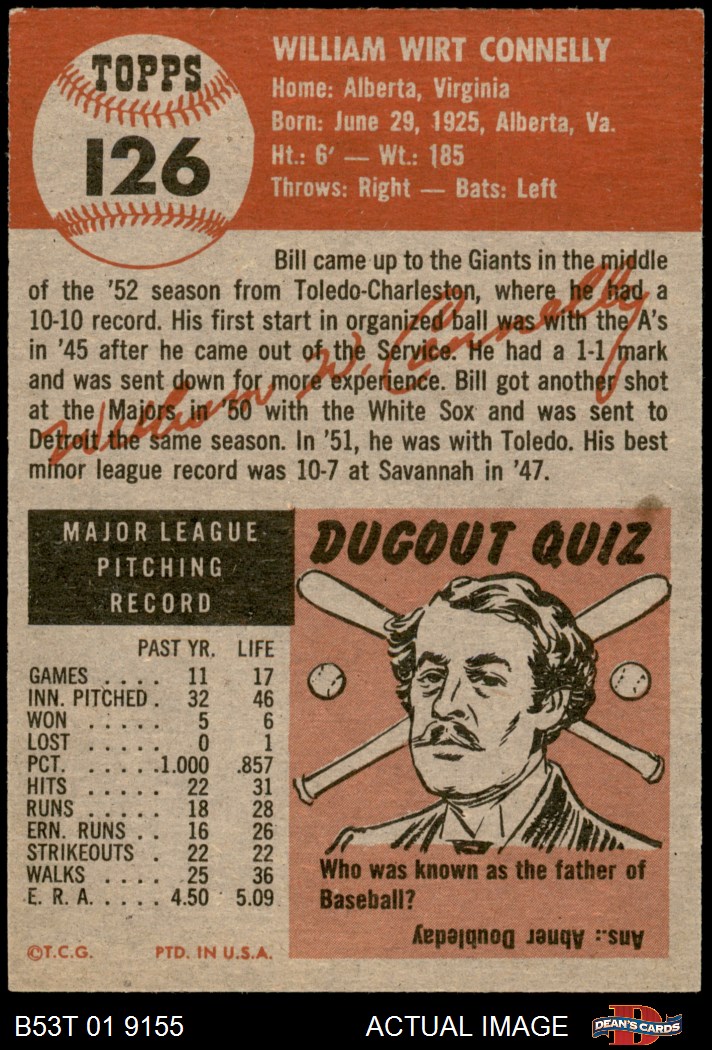 TOPPS
126
WILLIAM WIRT CONNELLY
Home: Alberta, Virginia
Born: June 29, 1925, Alberta, Va.
Ht.: 6′ — Wt.: 185
Throws: Right — Bats: Left
Bill came up to the Giants in the middle
of the '52 season from Toledo-Charleston, where he had a
10-10 record. His first start in organized ball was with the A's
in '45 after he came out of the Service. He had a 1-1 mark
and was sent down for more experience. Bill got another shot
at the Majors in '50 with the White Sox and was sent to
Detroit the same season. In '51, he was with Toledo. His best
minor league record was 10-7 at Savannah in '47.
William W. Connelly
MAJOR LEAGUE
PITCHING
RECORD
PAST YR. LIFE
GAMES . . . . 11 17
INN. PITCHED . 32 46
WON . . . . . 5 6
LOST . . . . . 0 1
PCT. . . . . . 1.000 .857
HITS . . . . . 22 31
RUNS . . . . . 18 28
ERN. RUNS . . 16 26
STRIKEOUTS . 22 22
WALKS . . . . 25 36
E. R. A. . . . . 4.50 5.09
©T.C.G. PTD. IN U.S.A.
DUGOUT QUIZ
Who was known as the father of
Baseball?
Ans.: Abner Doubleday
B53T 01 9155 ACTUAL IMAGE
D
DEAN'S CARDS